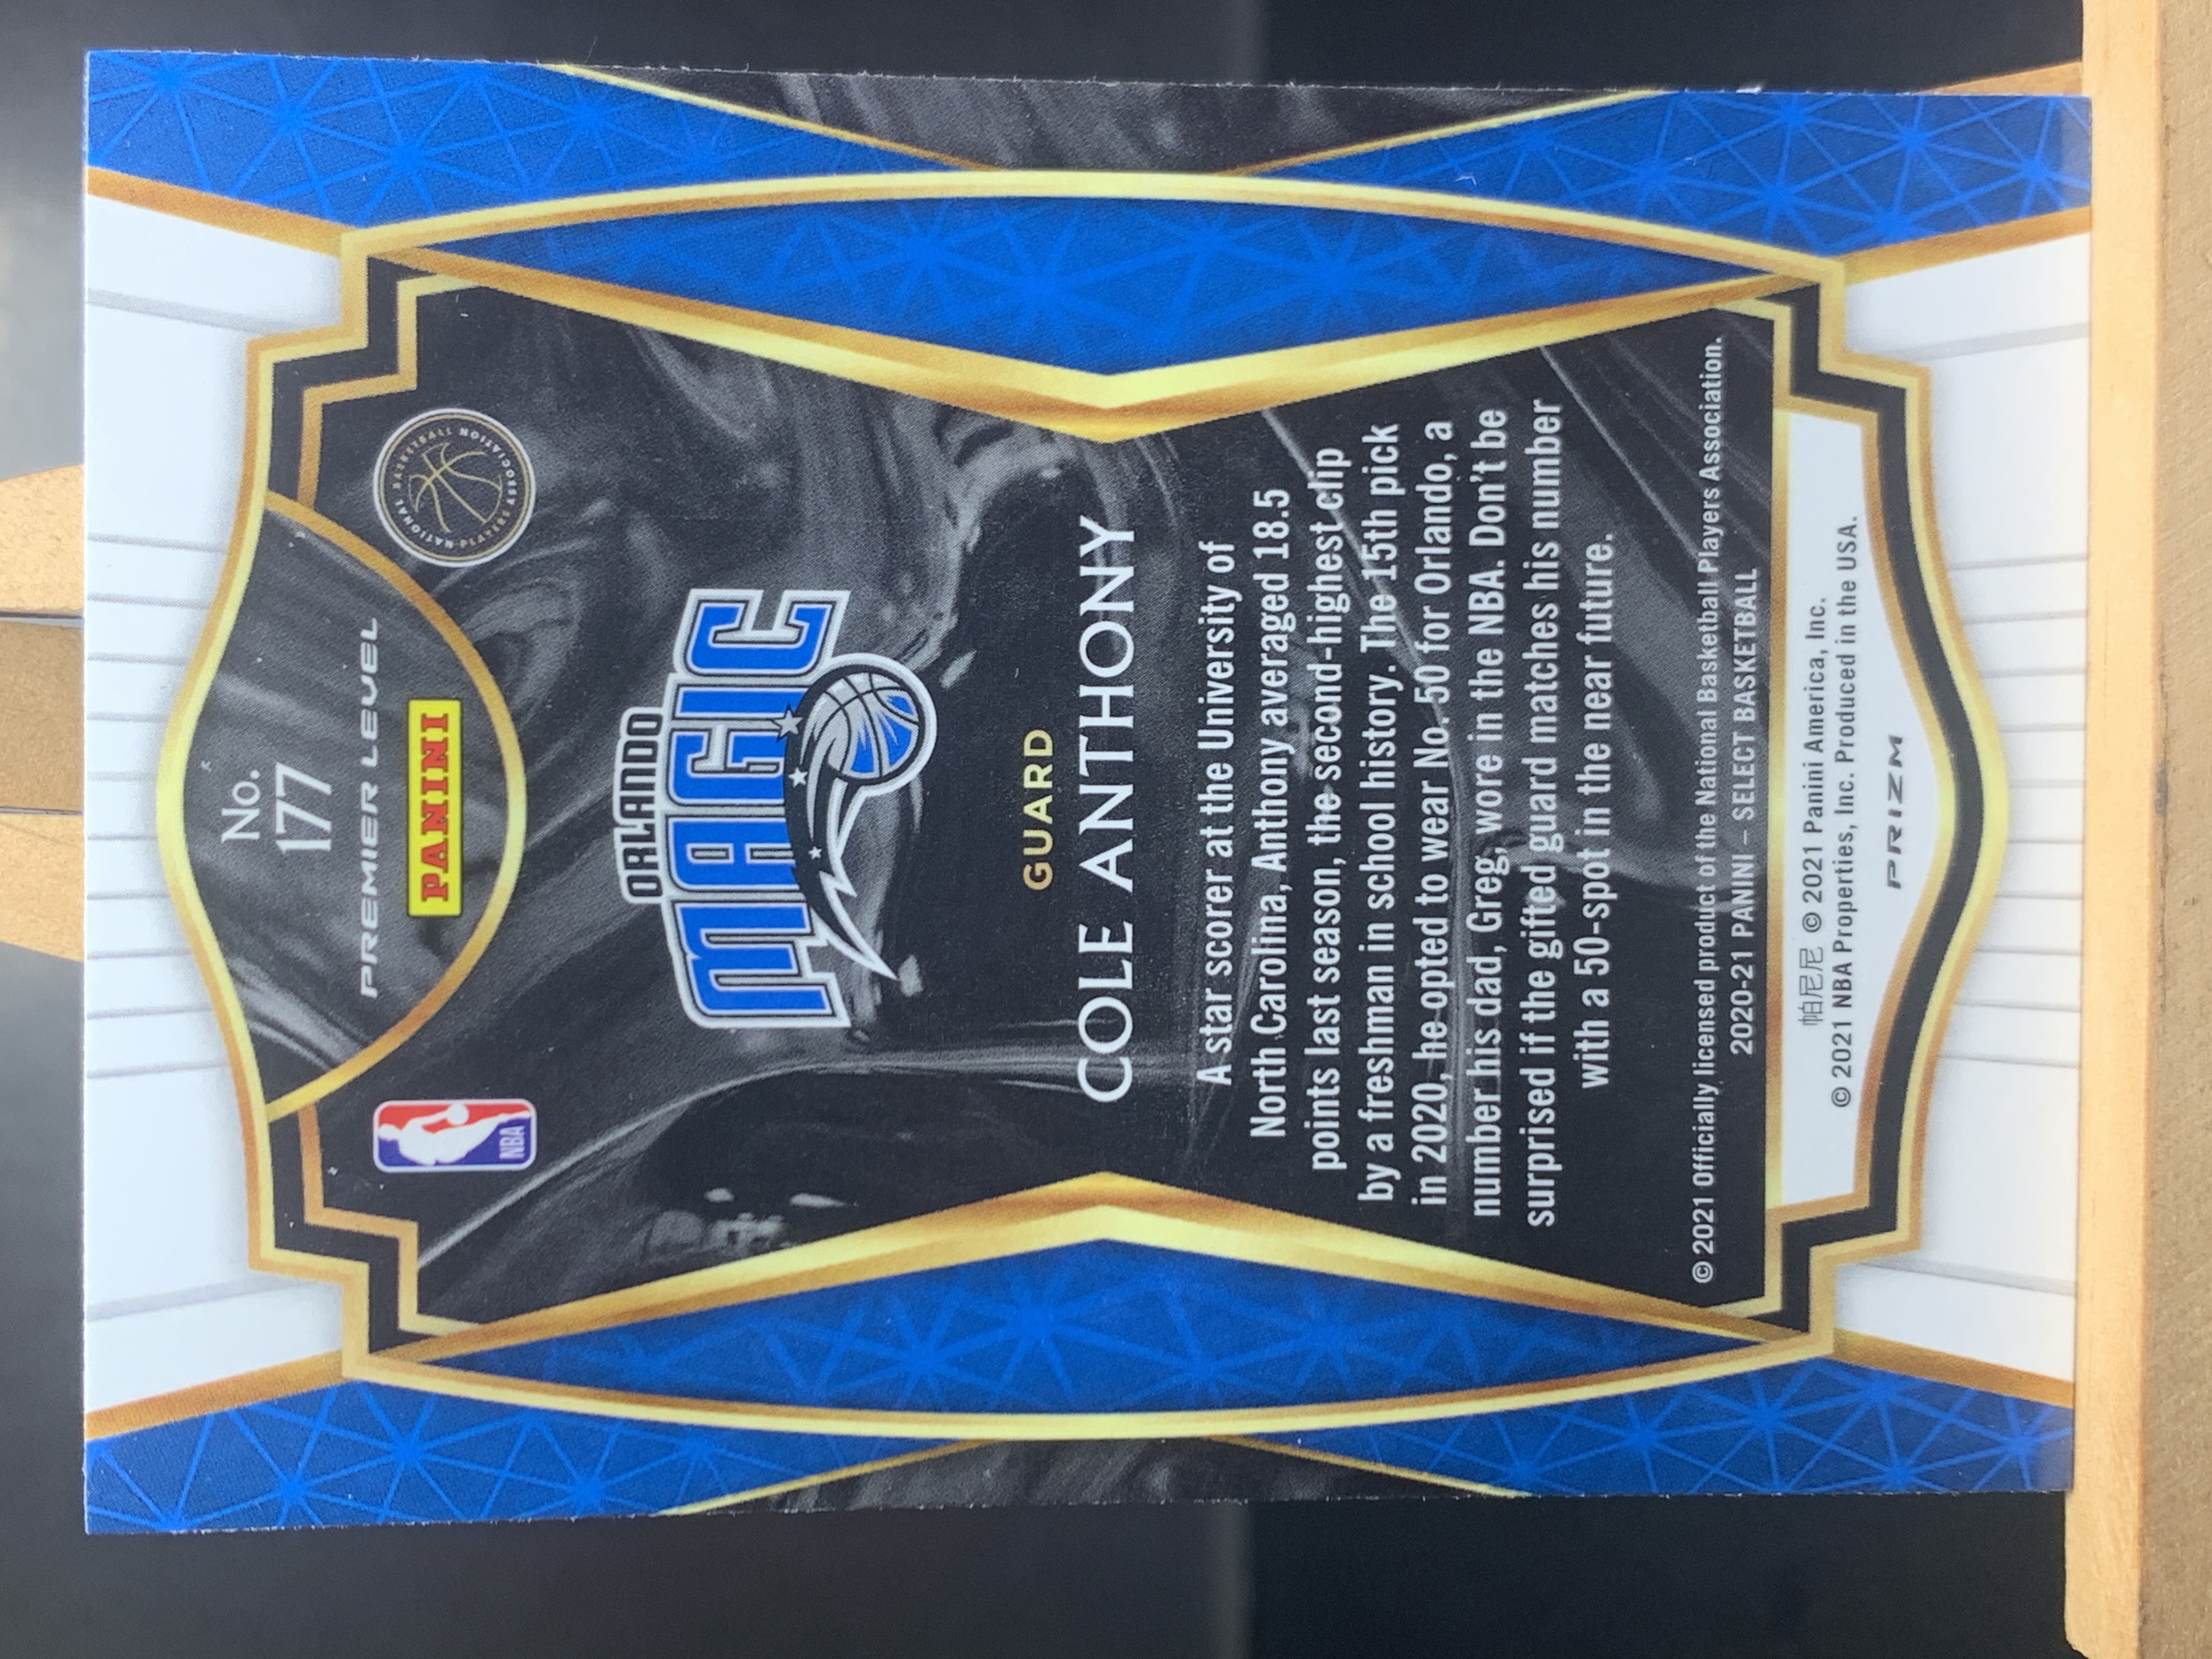 No.
177
PREMIER LEVEL
PANINI
NBA
NATIONAL BASKETBALL
PLAYERS ASSOCIATION
ORLANDO
MAGIC
GUARD
COLE ANTHONY
A star scorer at the University of
North Carolina, Anthony averaged 18.5
points last season, the second-highest clip
by a freshman in school history. The 15th pick
in 2020, he opted to wear No. 50 for Orlando, a
number his dad, Greg, wore in the NBA. Don't be
surprised if the gifted guard matches his number
with a 50-spot in the near future.
© 2021 Officially licensed product of the National Basketball Players Association.
2020-21 PANINI – SELECT BASKETBALL
帕尼尼 © 2021 Panini America, Inc.
© 2021 NBA Properties, Inc. Produced in the USA.
PRIZM